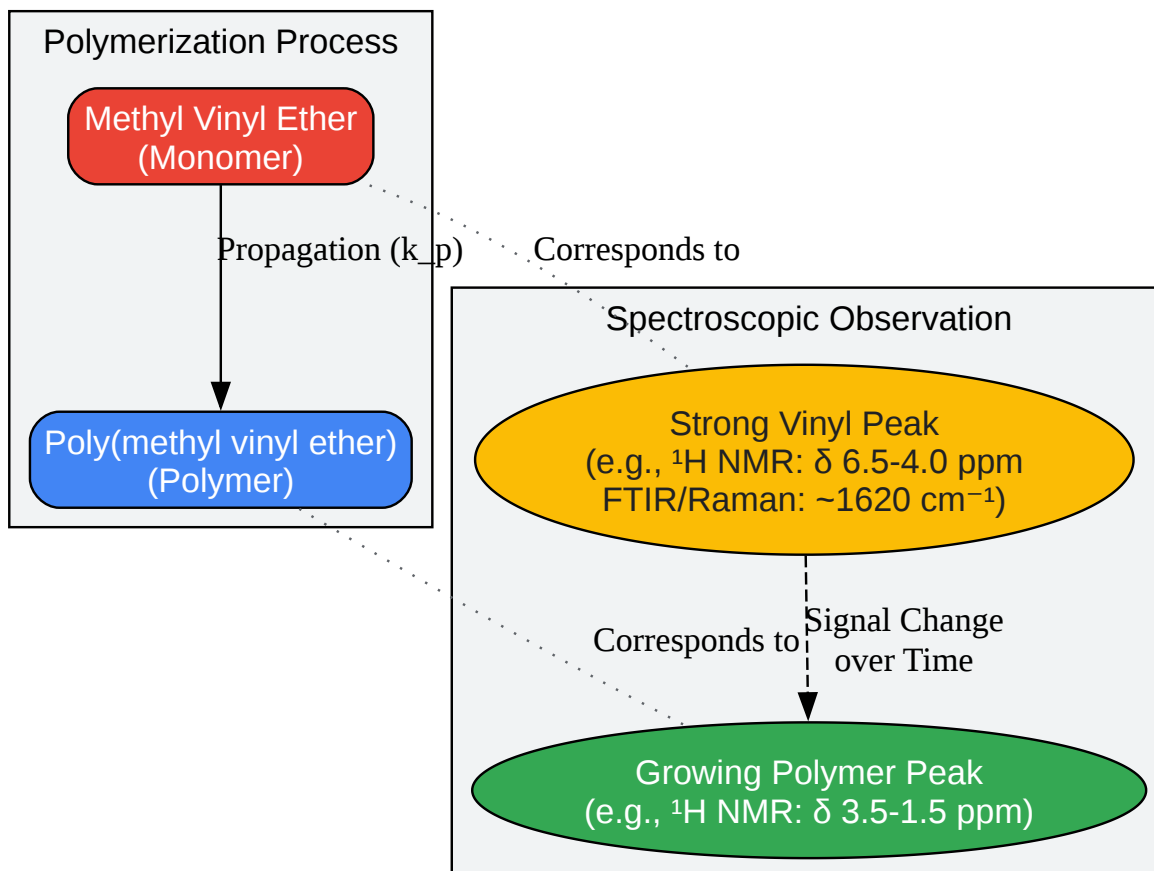 Polymerization Process
Methyl Vinyl Ether
(Monomer)
Propagation (k_p)
Corresponds to
Poly(methyl vinyl ether)
(Polymer)
Spectroscopic Observation
Strong Vinyl Peak
(e.g., ¹H NMR: δ 6.5-4.0 ppm
FTIR/Raman: ~1620 cm⁻¹)
Corresponds to
Signal Change
over Time
Growing Polymer Peak
(e.g., ¹H NMR: δ 3.5-1.5 ppm)